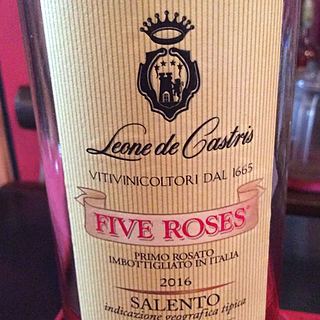 Leone de Castris
VITIVINICOLTORI DAL 1665
FIVE ROSES
PRIMO ROSATO
IMBOTTIGLIATO IN ITALIA
2016
SALENTO
indicazione geografica tipica